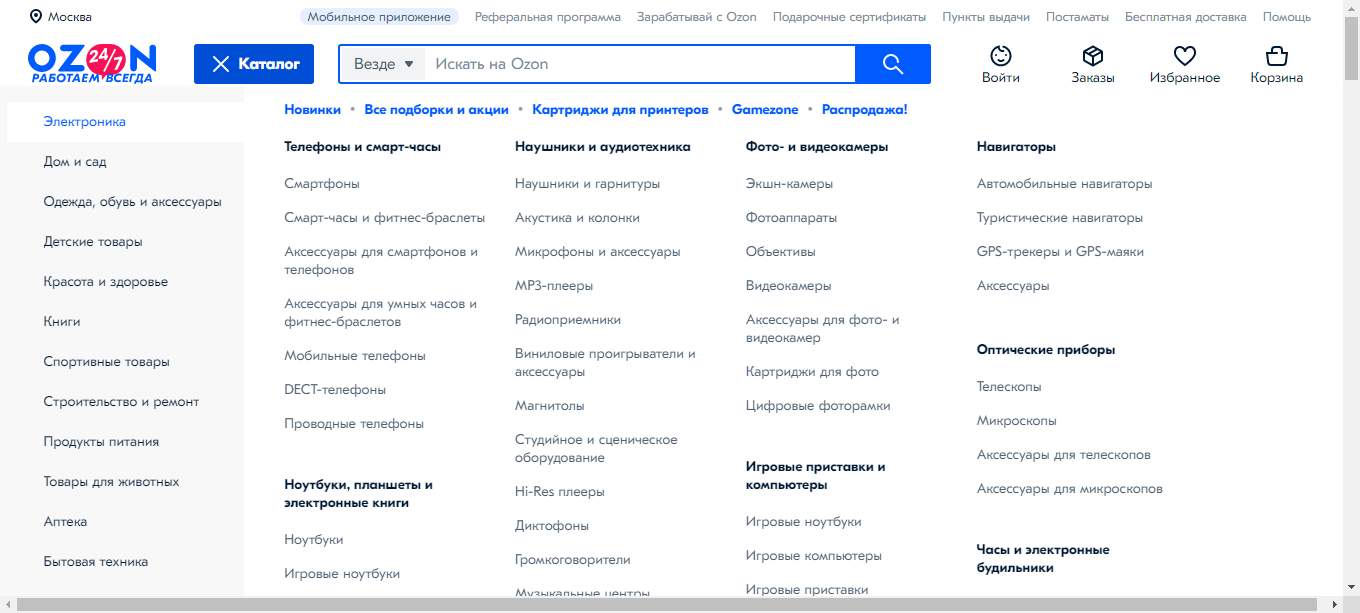 Москва
Мобильное приложение
Реферальная программа
Зарабатывай с Ozon
Подарочные сертификаты
Пункты выдачи
Постаматы
Бесплатная доставка
Помощь
OZON
24/7
РАБОТАЕМ ВСЕГДА
Каталог
Везде
Искать на Ozon
Войти
Заказы
Избранное
Корзина
Электроника
Дом и сад
Одежда, обувь и аксессуары
Детские товары
Красота и здоровье
Книги
Спортивные товары
Строительство и ремонт
Продукты питания
Товары для животных
Аптека
Бытовая техника
Новинки • Все подборки и акции • Картриджи для принтеров • Gamezone • Распродажа!
Телефоны и смарт-часы
Смартфоны
Смарт-часы и фитнес-браслеты
Аксессуары для смартфонов и
телефонов
Аксессуары для умных часов и
фитнес-браслетов
Мобильные телефоны
DECT-телефоны
Проводные телефоны
Ноутбуки, планшеты и
электронные книги
Ноутбуки
Игровые ноутбуки
Наушники и аудиотехника
Наушники и гарнитуры
Акустика и колонки
Микрофоны и аксессуары
MP3-плееры
Радиоприемники
Виниловые проигрыватели и
аксессуары
Магнитолы
Студийное и сценическое
оборудование
Hi-Res плееры
Диктофоны
Громкоговорители
Музыкальные центры
Фото- и видеокамеры
Экшн-камеры
Фотоаппараты
Объективы
Видеокамеры
Аксессуары для фото- и
видеокамер
Картриджи для фото
Цифровые фоторамки
Игровые приставки и
компьютеры
Игровые ноутбуки
Игровые компьютеры
Игровые приставки
Навигаторы
Автомобильные навигаторы
Туристические навигаторы
GPS-трекеры и GPS-маяки
Аксессуары
Оптические приборы
Телескопы
Микроскопы
Аксессуары для телескопов
Аксессуары для микроскопов
Часы и электронные
будильники